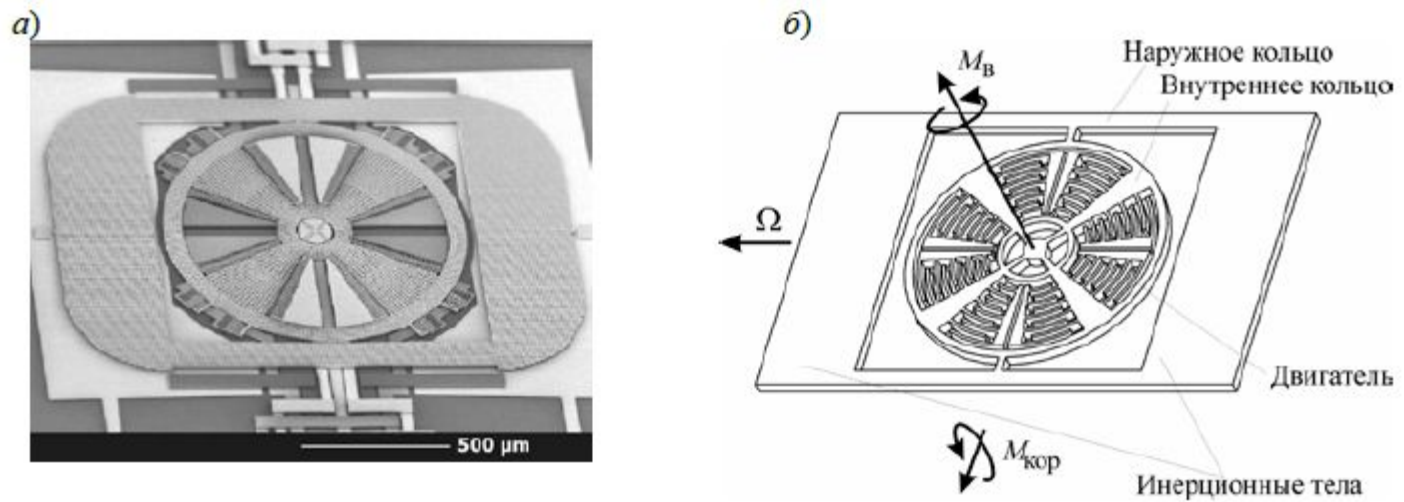 а)
500 µm
б)
Наружное кольцо
Внутреннее кольцо
Mв
Ω
Двигатель
Mкор
Инерционные тела